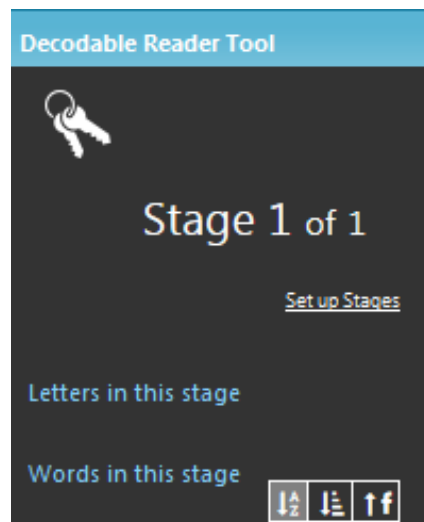 Decodable Reader Tool
Stage 1 of 1
Set up Stages
Letters in this stage
Words in this stage